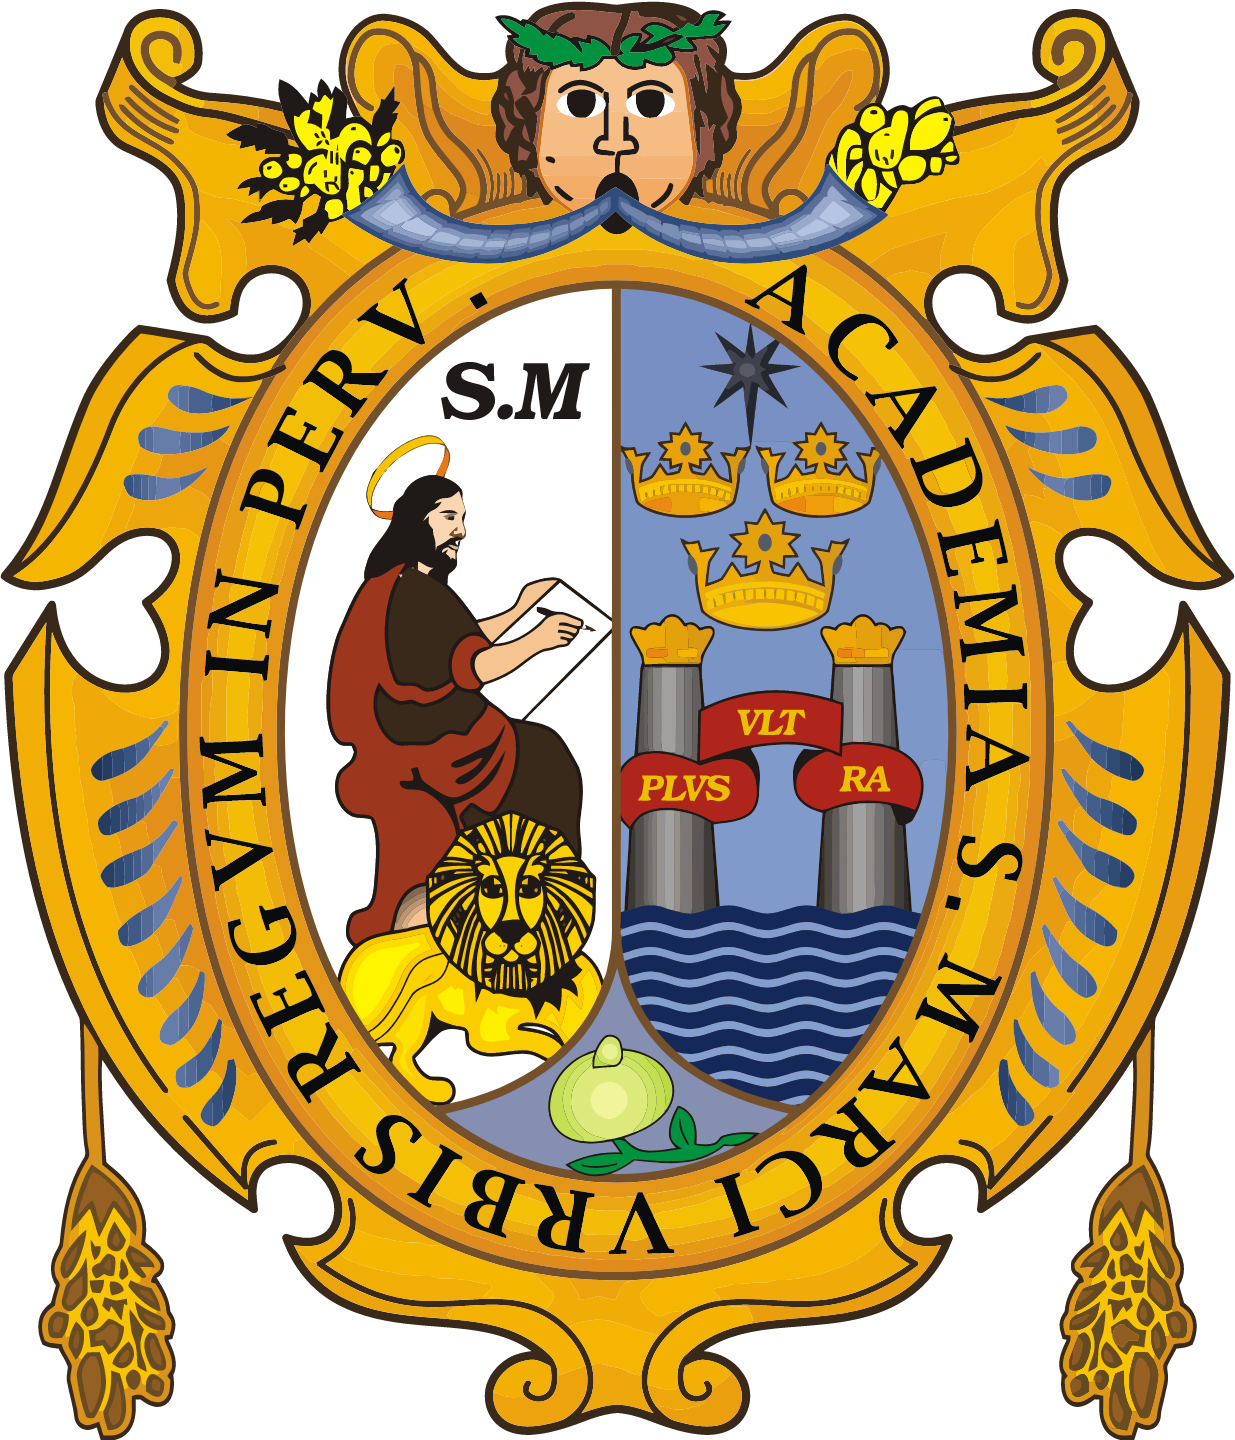 ACADEMIA S. MARCI VRBIS REGVM IN PERV .
S.M
VLT
PLVS
RA